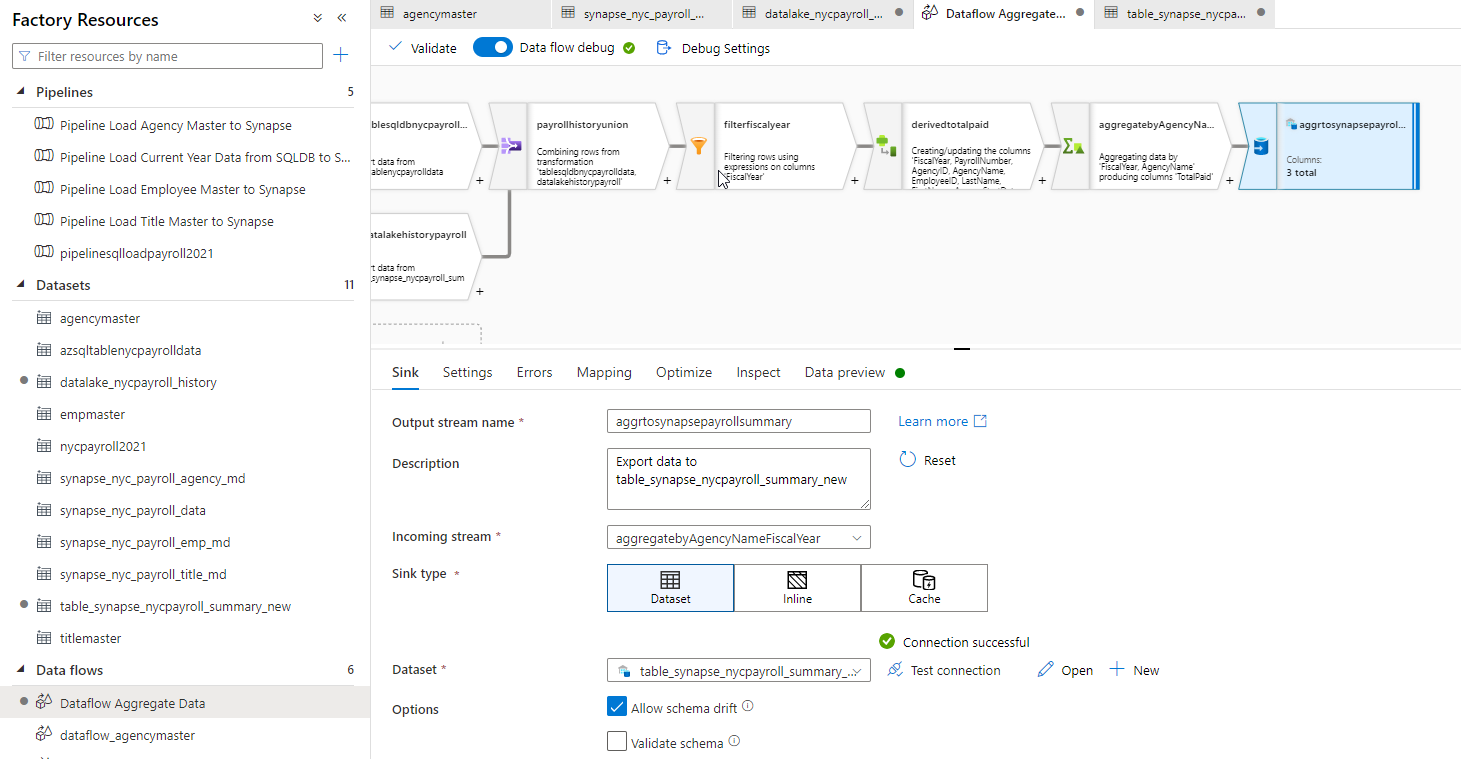 Factory Resources
Filter resources by name
Pipelines 5
Pipeline Load Agency Master to Synapse
Pipeline Load Current Year Data from SQLDB to S...
Pipeline Load Employee Master to Synapse
Pipeline Load Title Master to Synapse
pipelinesqlloadpayroll2021
Datasets 11
agencymaster
azsqltablenycpayrolldata
datalake_nycpayroll_history
empmaster
nycpayroll2021
synapse_nyc_payroll_agency_md
synapse_nyc_payroll_data
synapse_nyc_payroll_emp_md
synapse_nyc_payroll_title_md
table_synapse_nycpayroll_summary_new
titlemaster
Data flows 6
Dataflow Aggregate Data
dataflow_agencymaster
agencymaster
synapse_nyc_payroll_...
datalake_nycpayroll_...
Dataflow Aggregate...
table_synapse_nycpa...
Validate
Data flow debug
Debug Settings
blesqldbnycpayroll...
rt data from
ablenycpayrolldata
+
payrollhistoryunion
Combining rows from
transformation
'tablesqldbnycpayrolldata,
datalakehistorypayroll'
+
filterfiscalyear
Filtering rows using
expressions on columns
'FiscalYear'
+
derivedtotalpaid
Creating/updating the columns
'FiscalYear, PayrollNumber,
AgencyID, AgencyName,
EmployeeID, LastName,
+
aggregatebyAgencyNa...
Aggregating data by
'FiscalYear, AgencyName'
producing columns 'TotalPaid'
+
aggrtosynapsepayrol...
Columns:
3 total
atalakehistorypayroll
rt data from
_synapse_nycpayroll_sum
+
Sink
Settings
Errors
Mapping
Optimize
Inspect
Data preview
Output stream name *
aggrtosynapsepayrollsummary
Learn more
Description
Export data to
table_synapse_nycpayroll_summary_new
Reset
Incoming stream *
aggregatebyAgencyNameFiscalYear
Sink type *
Dataset
Inline
Cache
Connection successful
Dataset *
table_synapse_nycpayroll_summary_...
Test connection
Open
New
Options
Allow schema drift
Validate schema